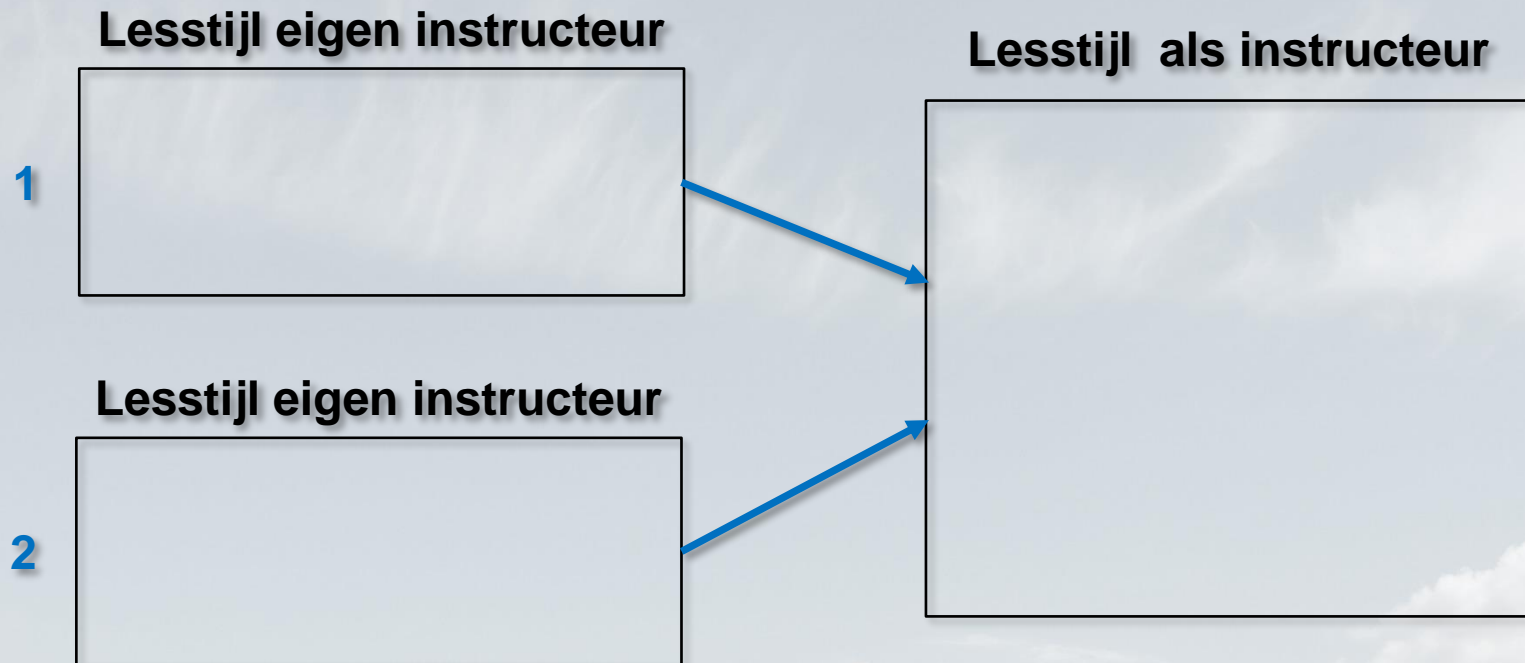 Lesstijl eigen instructeur
Lesstijl als instructeur
1
Lesstijl eigen instructeur
2